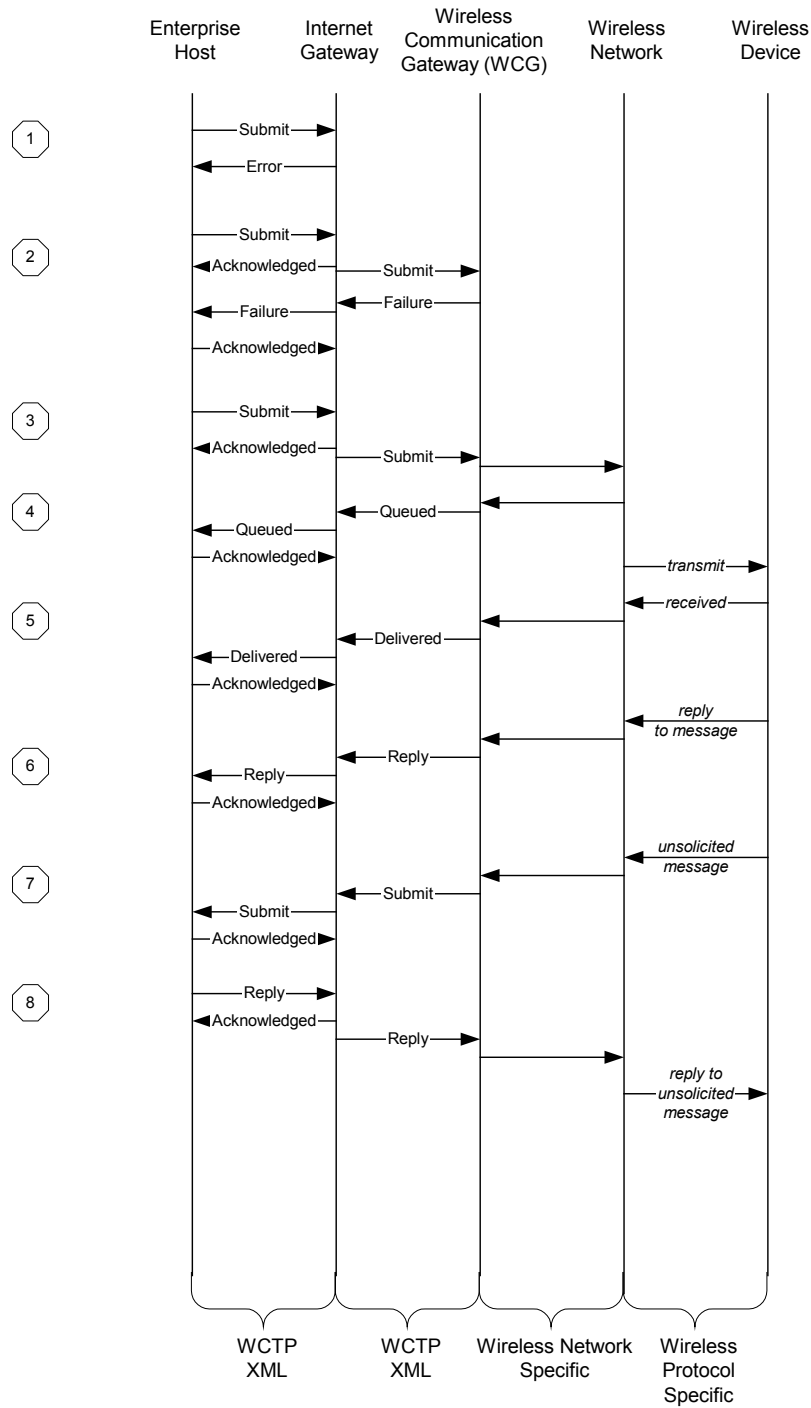 Enterprise
Host
Internet
Gateway
Wireless
Communication
Gateway (WCG)
Wireless
Network
Wireless
Device
1
Submit
Error
2
Submit
Acknowledged
Submit
Failure
Failure
Acknowledged
3
Submit
Acknowledged
Submit
4
Queued
Queued
Acknowledged
transmit
received
5
Delivered
Delivered
Acknowledged
reply
to message
6
Reply
Reply
Acknowledged
unsolicited
message
7
Submit
Submit
Acknowledged
8
Reply
Acknowledged
Reply
reply to
unsolicited
message
WCTP
XML
WCTP
XML
Wireless Network
Specific
Wireless
Protocol
Specific